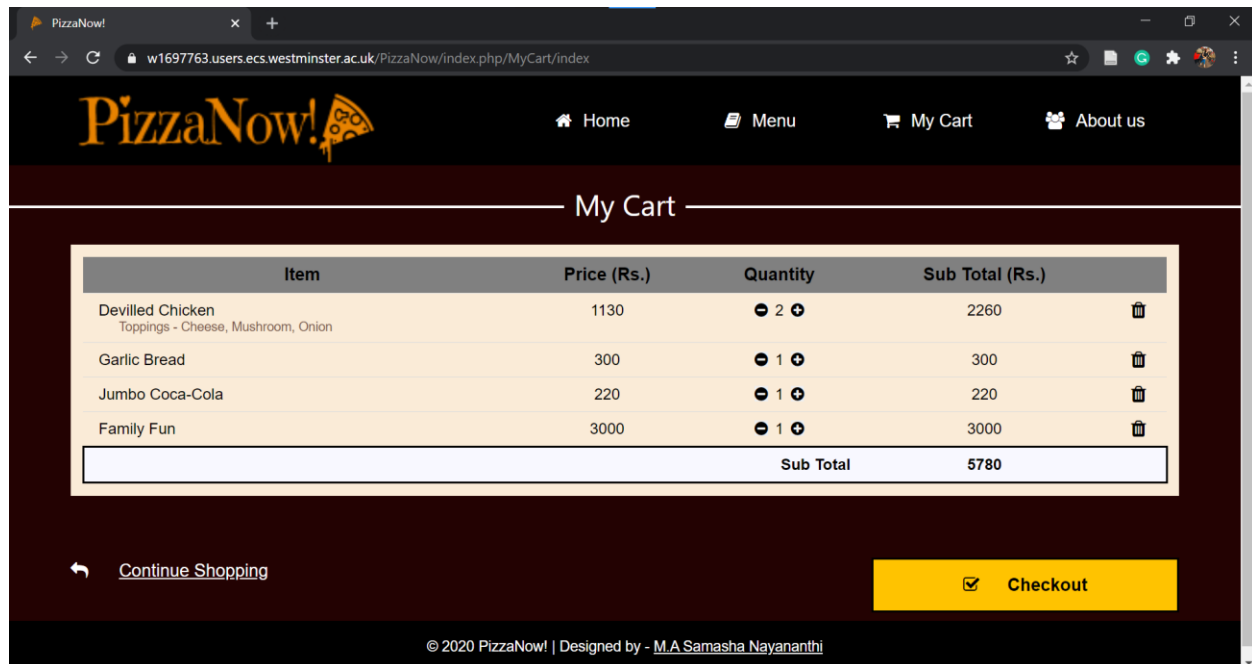 PizzaNow!
w1697763.users.ecs.westminster.ac.uk/PizzaNow/index.php/MyCart/index
PizzaNow! Home Menu My Cart About us
My Cart
Item Price (Rs.) Quantity Sub Total (Rs.)
Devilled Chicken 1130 2 2260
Toppings - Cheese, Mushroom, Onion
Garlic Bread 300 1 300
Jumbo Coca-Cola 220 1 220
Family Fun 3000 1 3000
Sub Total 5780
Continue Shopping
Checkout
© 2020 PizzaNow! | Designed by - M.A Samasha Nayananthi